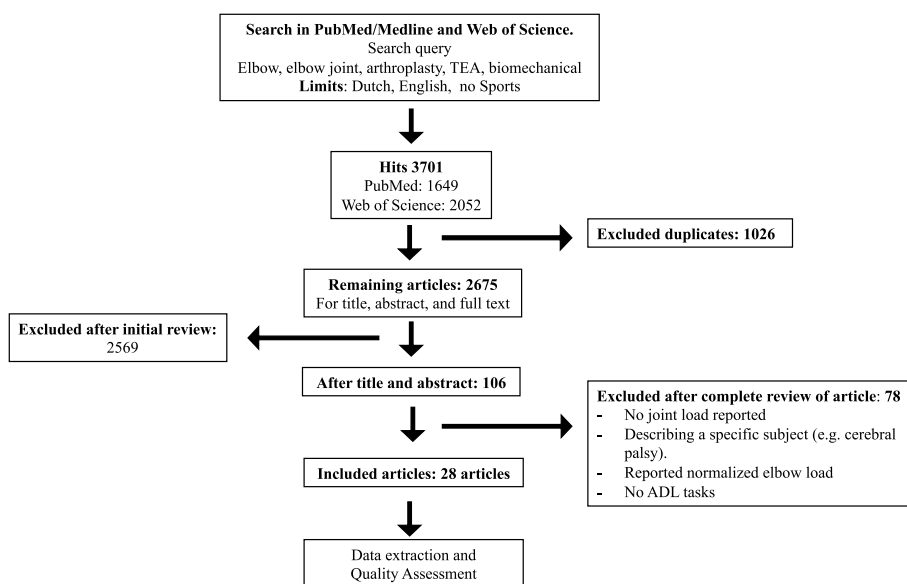 Search in PubMed/Medline and Web of Science.
Search query
Elbow, elbow joint, arthroplasty, TEA, biomechanical
Limits: Dutch, English, no Sports
Hits 3701
PubMed: 1649
Web of Science: 2052
Excluded duplicates: 1026
Remaining articles: 2675
For title, abstract, and full text
Excluded after initial review:
2569
After title and abstract: 106
Excluded after complete review of article: 78
- No joint load reported
- Describing a specific subject (e.g. cerebral
palsy).
- Reported normalized elbow load
- No ADL tasks
Included articles: 28 articles
Data extraction and
Quality Assessment